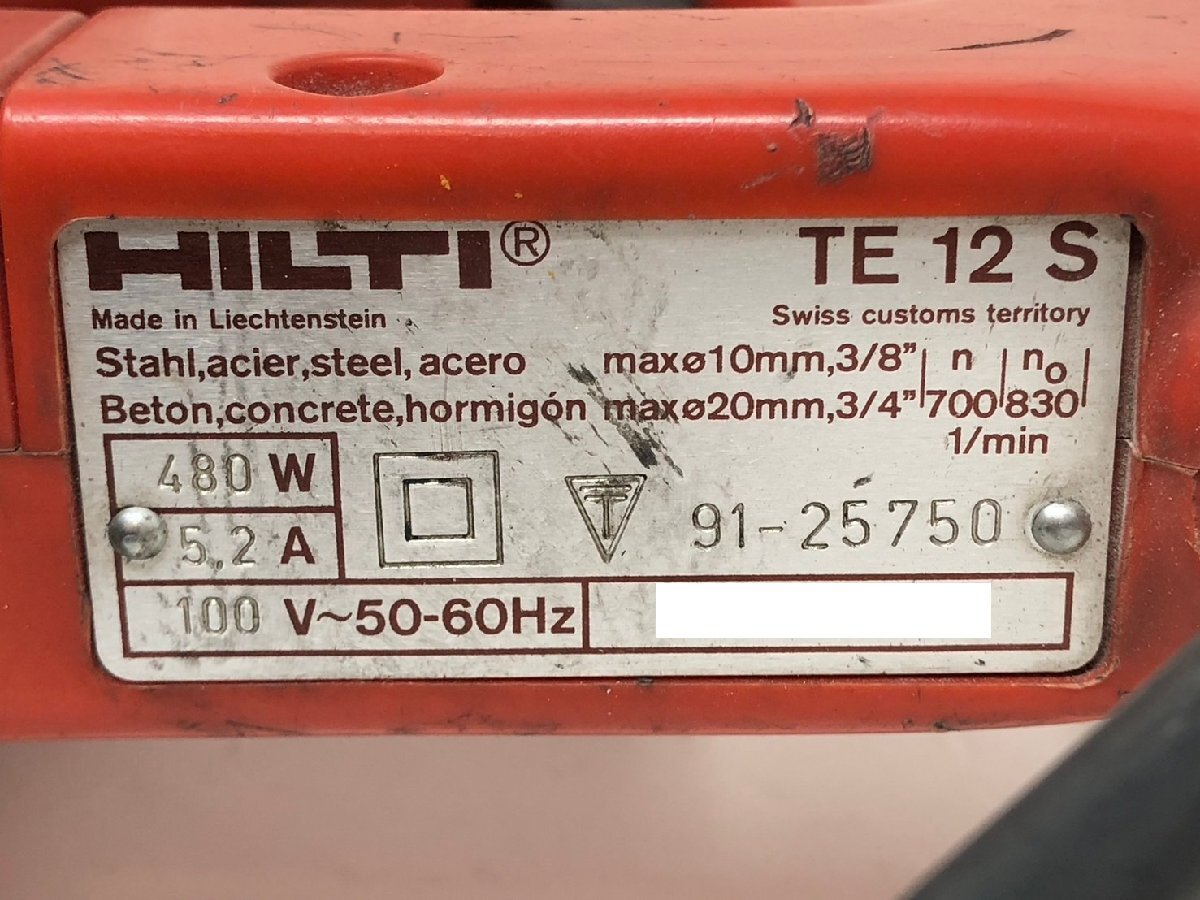 HILTI® TE 12 S
Made in Liechtenstein Swiss customs territory
Stahl,acier,steel,acero maxø10mm,3/8” n n₀
Beton,concrete,hormigón maxø20mm,3/4” 700 830
1/min
480 W
5,2 A
91-25750
100 V~50-60Hz